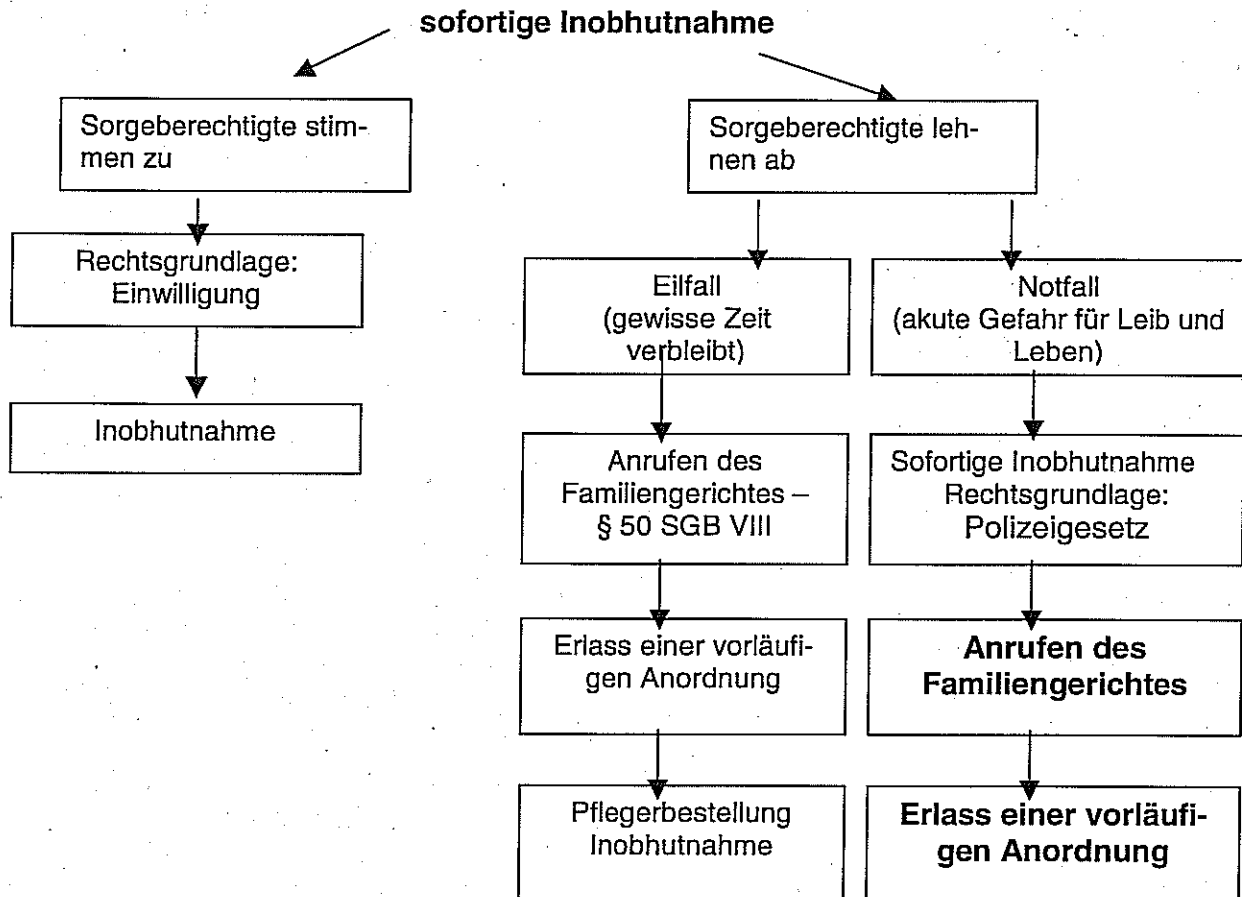 sofortige Inobhutnahme
Sorgeberechtigte stim-
men zu
Rechtsgrundlage:
Einwilligung
Inobhutnahme
Sorgeberechtigte leh-
nen ab
Eilfall
(gewisse Zeit
verbleibt)
Anrufen des
Familiengerichtes –
§ 50 SGB VIII
Erlass einer vorläufi-
gen Anordnung
Pflegerbestellung
Inobhutnahme
Notfall
(akute Gefahr für Leib und
Leben)
Sofortige Inobhutnahme
Rechtsgrundlage:
Polizeigesetz
Anrufen des
Familiengerichtes
Erlass einer vorläufi-
gen Anordnung